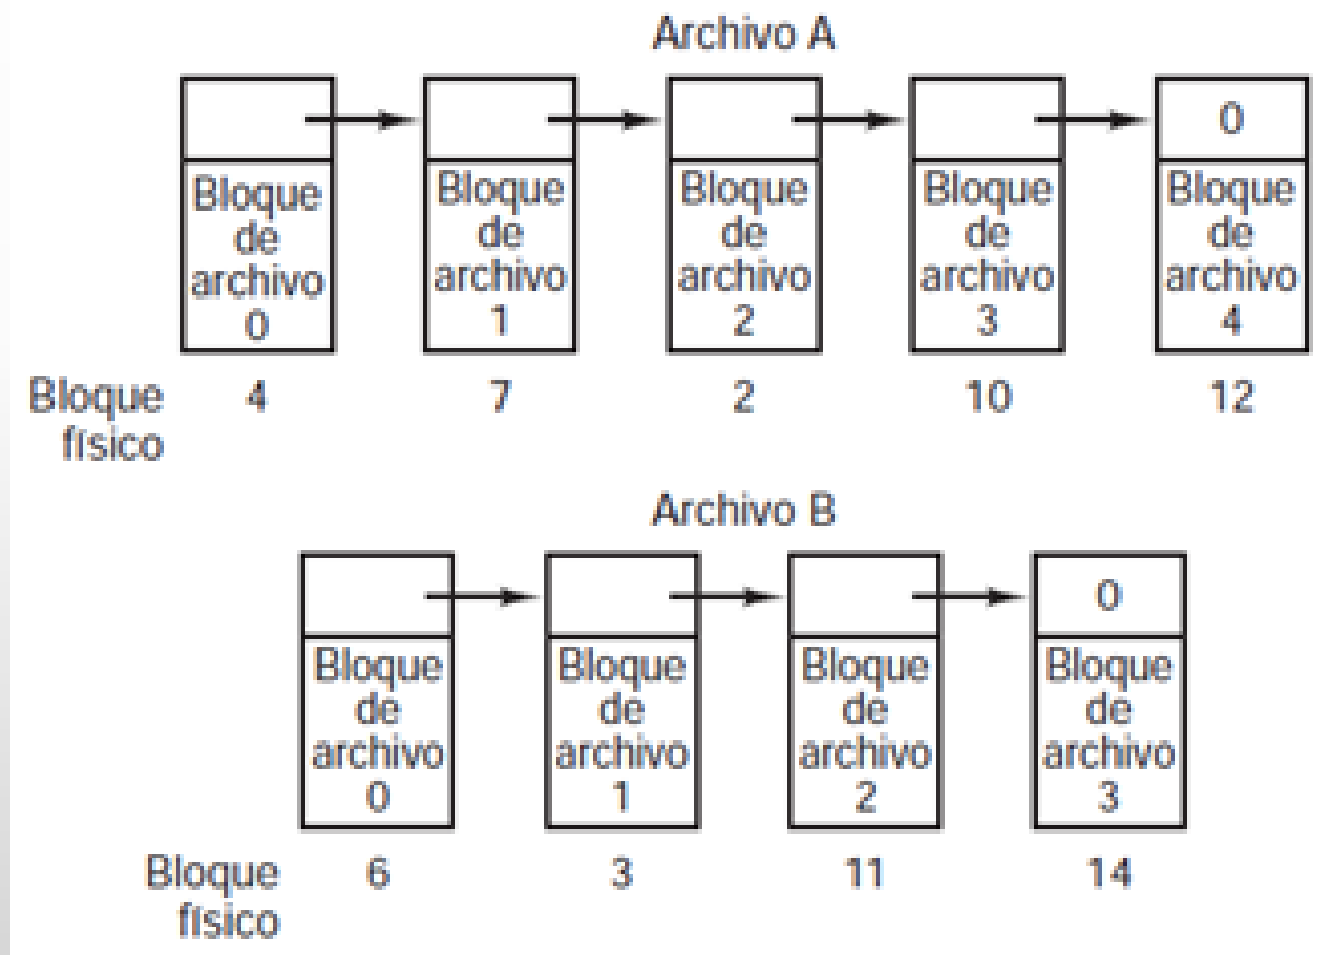 Archivo A
0
Bloque Bloque Bloque Bloque Bloque
de de de de de
archivo archivo archivo archivo archivo
0 1 2 3 4
Bloque 4 7 2 10 12
físico
Archivo B
0
Bloque Bloque Bloque Bloque
de de de de
archivo archivo archivo archivo
0 1 2 3
Bloque 6 3 11 14
físico